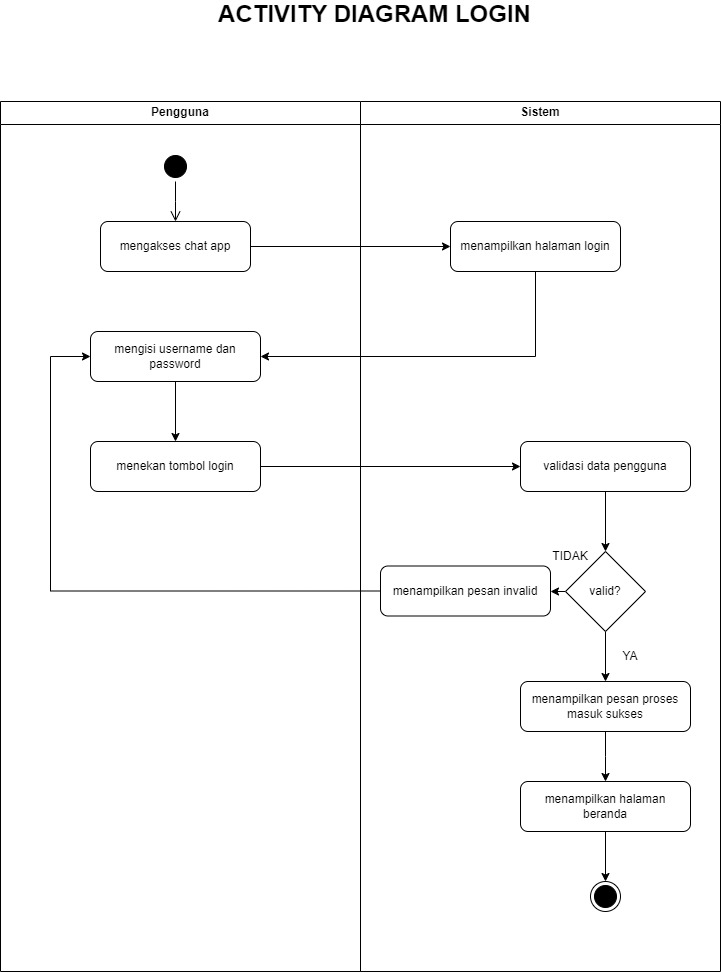 ACTIVITY DIAGRAM LOGIN
Pengguna
Sistem
mengakses chat app
menampilkan halaman login
mengisi username dan
password
menekan tombol login
validasi data pengguna
TIDAK
menampilkan pesan invalid
valid?
YA
menampilkan pesan proses
masuk sukses
menampilkan halaman
beranda